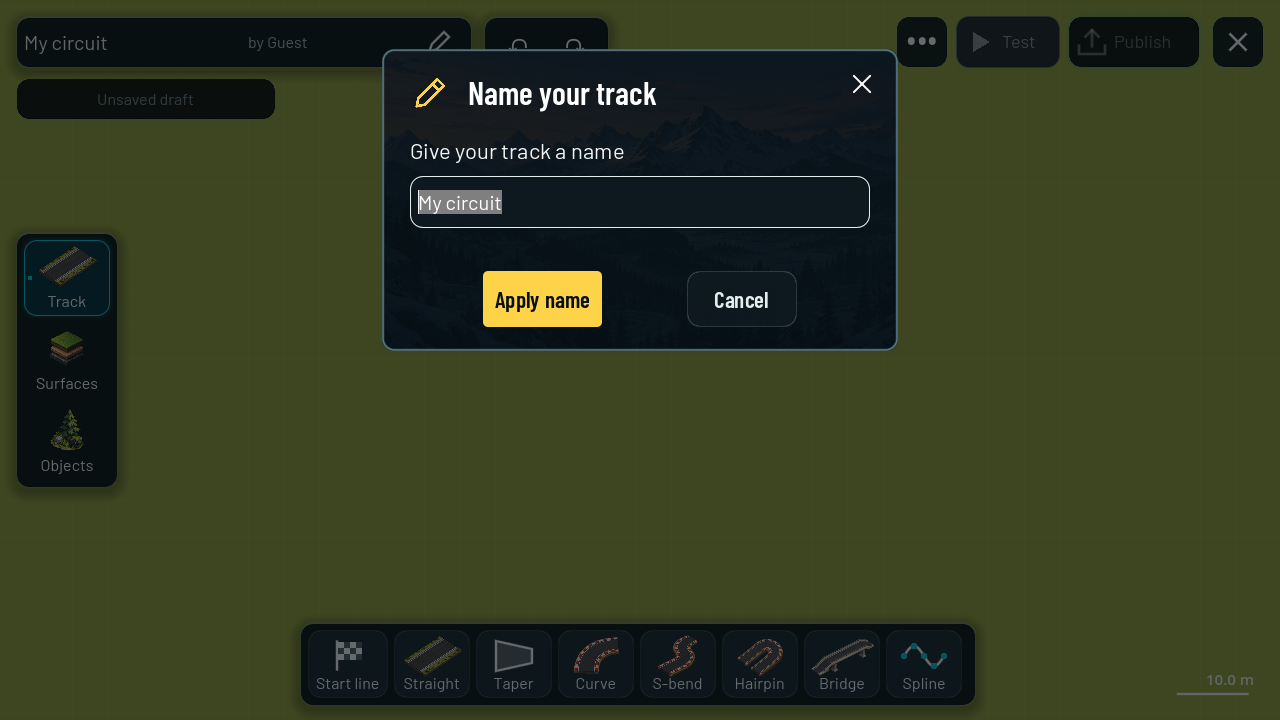 My circuit
by Guest
Test
Publish
Unsaved draft
Name your track
Give your track a name
My circuit
Apply name
Cancel
Track
Surfaces
Objects
Start line
Straight
Taper
Curve
S-bend
Hairpin
Bridge
Spline
10.0 m